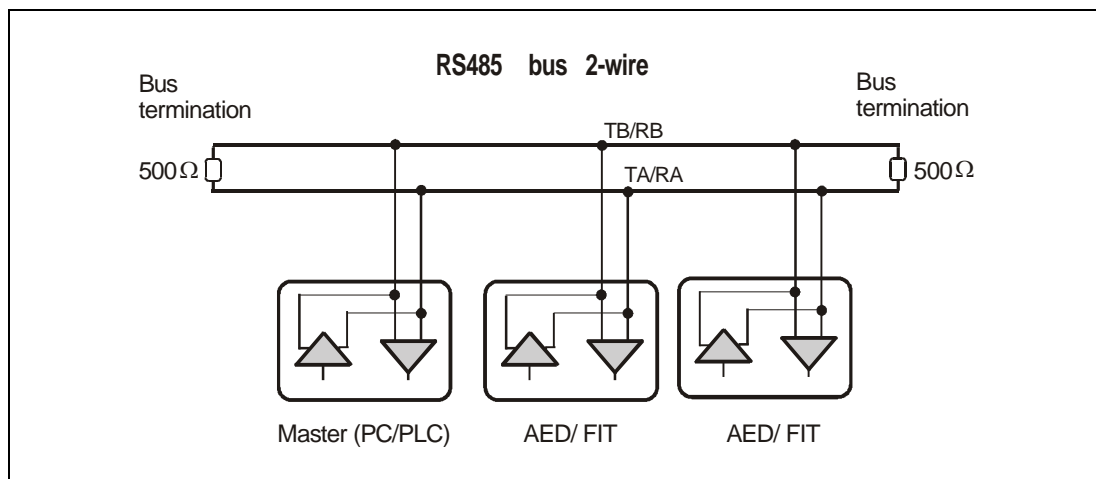 RS485 bus 2-wire
Bus
termination
Bus
termination
TB/RB
500Ω
TA/RA
500Ω
Master (PC/PLC)
AED/ FIT
AED/ FIT